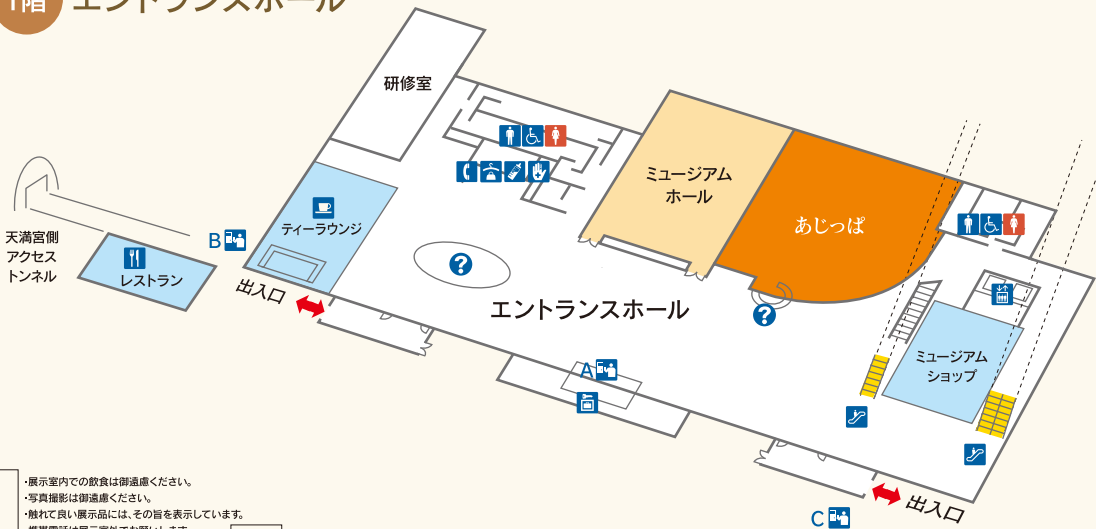 1階 エントランスホール
研修室
ミュージアム
ホール
あじっぱ
ティーラウンジ
天満宮側
アクセス
トンネル
B
レストラン
出入口
?
エントランスホール
?
ミュージアム
ショップ
A
出入口
C
・展示室内での飲食は御遠慮ください。
・写真撮影は御遠慮ください。
・触れて良い展示品には、その旨を表示しています。